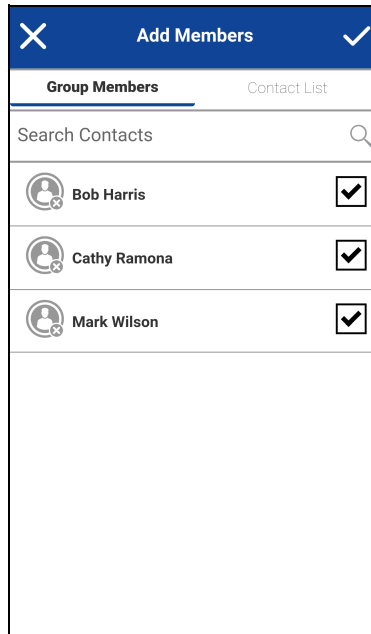 Add Members
Group Members Contact List
Search Contacts
Bob Harris
Cathy Ramona
Mark Wilson